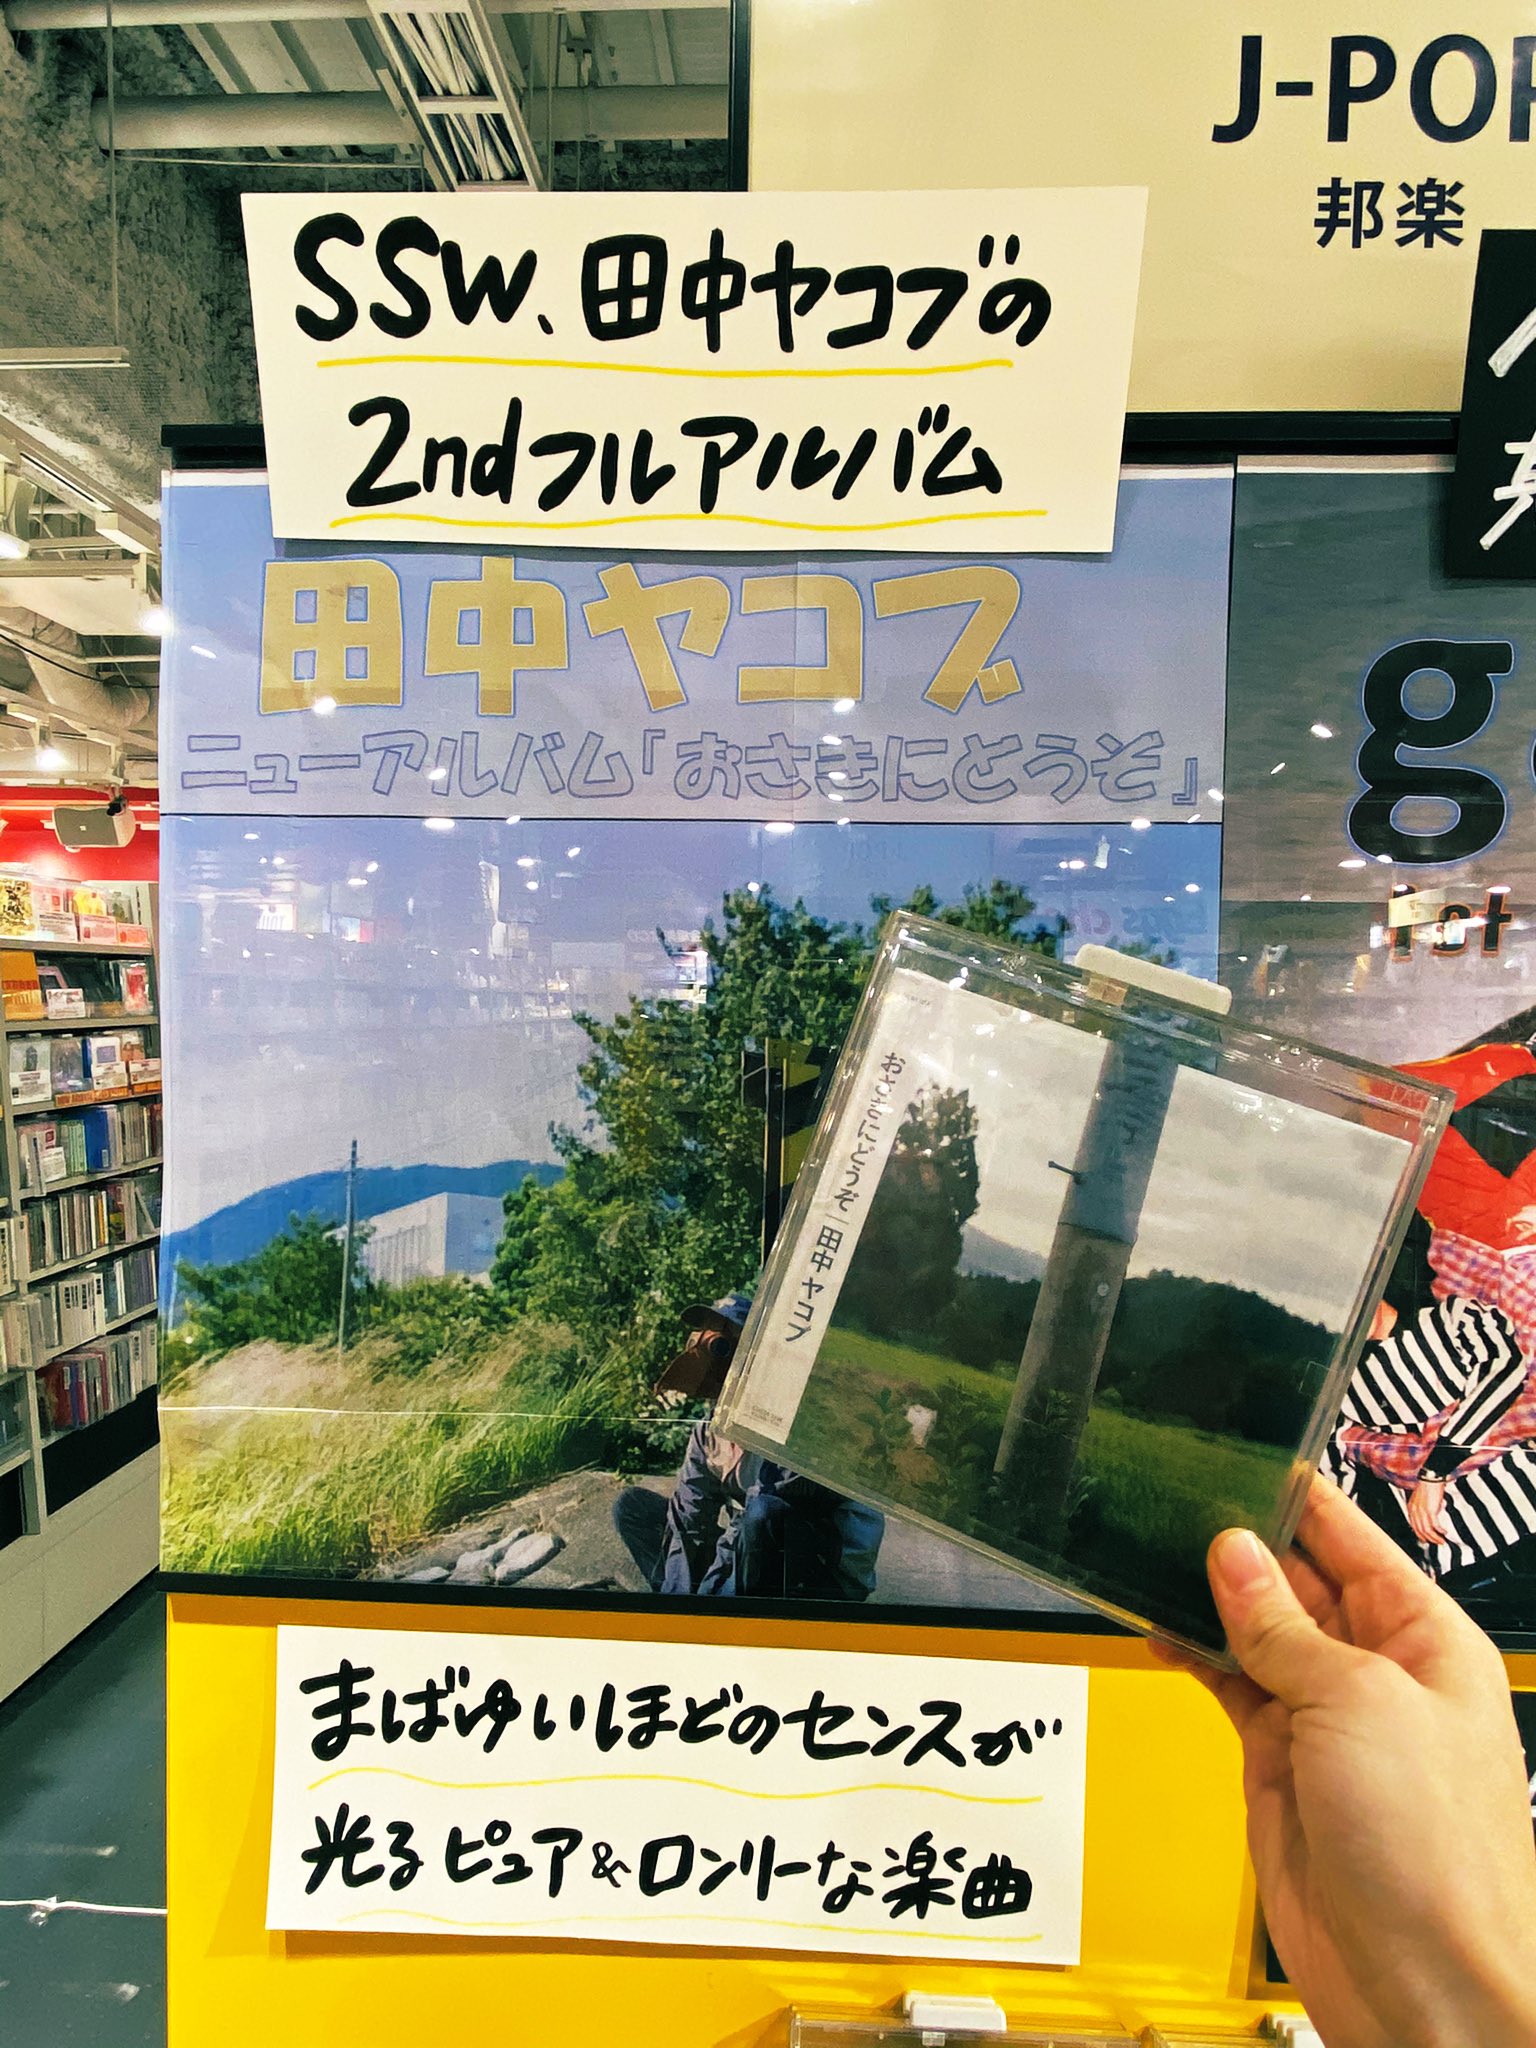 J-POP
邦楽
SSW、田中ヤコブの
2ndフルアルバム
田中ヤコブ
ニューアルバム「おさきにどうぞ』
おさきにどうぞ｜田中ヤコブ
まばゆいほどのセンスが
光るピュア&ロンリーな楽曲